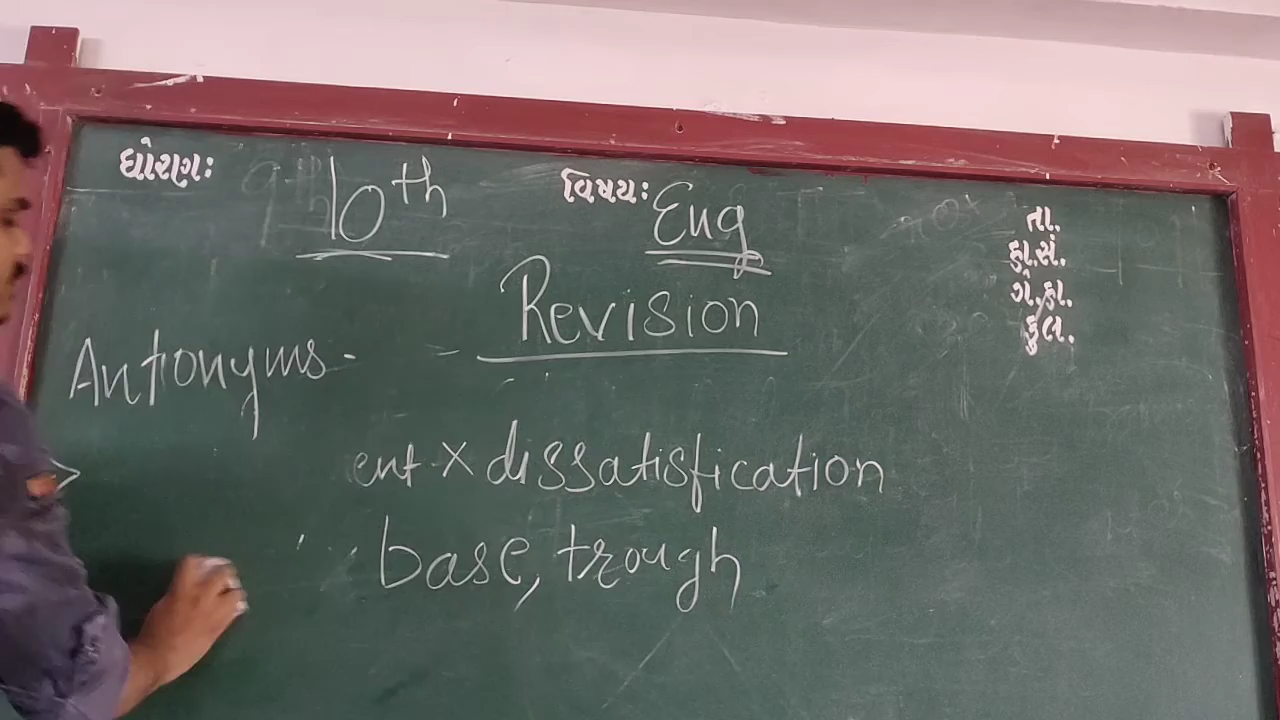 ધોરણઃ 10th વિષયઃ Eng
તા.
હા.સં.
ગે.હા.
કુલ.
Revision
Antonyms -
ent × dissatisfication
base, trough